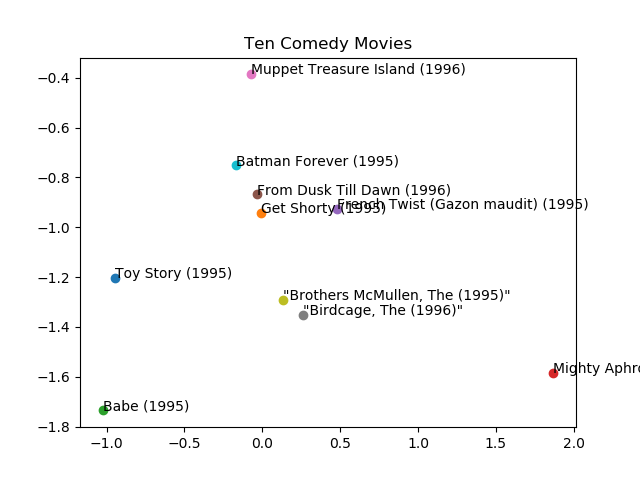 Ten Comedy Movies
−0.4
Muppet Treasure Island (1996)
−0.6
Batman Forever (1995)
−0.8
From Dusk Till Dawn (1996)
French Twist (Gazon maudit) (1995)
Get Shorty (1995)
−1.0
Toy Story (1995)
−1.2
"Brothers McMullen, The (1995)"
"Birdcage, The (1996)"
−1.4
Mighty Aphro
−1.6
Babe (1995)
−1.8
−1.0 −0.5 0.0 0.5 1.0 1.5 2.0